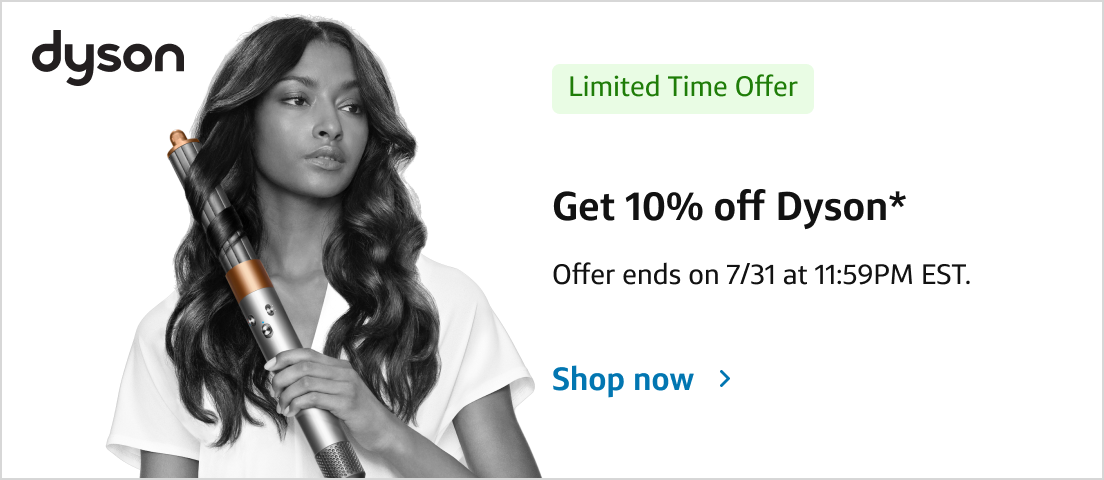 dyson
Limited Time Offer
Get 10% off Dyson*
Offer ends on 7/31 at 11:59PM EST.
Shop now